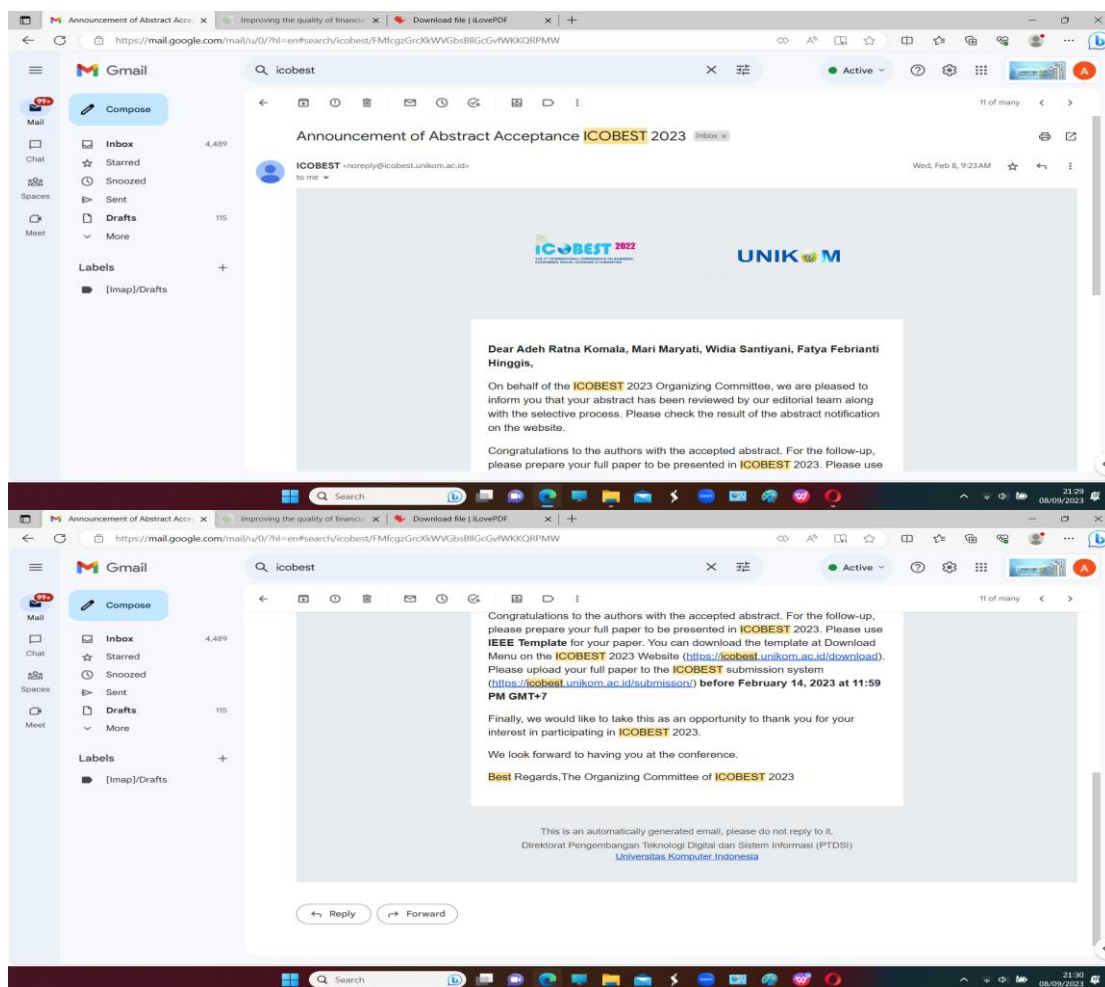 Announcement of Abstract Acce
Improving the quality of financia
Download file | iLovePDF
https://mail.google.com/mail/u/0/?hl=en#search/icobest/FMfcgzGrcXkWVGbsBllGcGvfWKKQRPMW
Gmail
icobest
Active
99+
Mail
Chat
Spaces
Meet
Compose
Inbox 4,489
Starred
Snoozed
Sent
Drafts 115
More
Labels
[Imap]/Drafts
11 of many
Announcement of Abstract Acceptance ICOBEST 2023 Inbox x
ICOBEST <noreply@icobest.unikom.ac.id>
to me
Wed, Feb 8, 9:23 AM
ICOBEST 2022
UNIKOM
Dear Adeh Ratna Komala, Mari Maryati, Widia Santiyani, Fatya Febrianti
Hinggis,
On behalf of the ICOBEST 2023 Organizing Committee, we are pleased to
inform you that your abstract has been reviewed by our editorial team along
with the selective process. Please check the result of the abstract notification
on the website.
Congratulations to the authors with the accepted abstract. For the follow-up,
please prepare your full paper to be presented in ICOBEST 2023. Please use
Search
21:29
08/09/2023
Announcement of Abstract Acce
Improving the quality of financia
Download file | iLovePDF
https://mail.google.com/mail/u/0/?hl=en#search/icobest/FMfcgzGrcXkWVGbsBllGcGvfWKKQRPMW
Gmail
icobest
Active
99+
Mail
Chat
Spaces
Meet
Compose
Inbox 4,489
Starred
Snoozed
Sent
Drafts 115
More
Labels
[Imap]/Drafts
11 of many
Congratulations to the authors with the accepted abstract. For the follow-up,
please prepare your full paper to be presented in ICOBEST 2023. Please use
IEEE Template for your paper. You can download the template at Download
Menu on the ICOBEST 2023 Website (https://icobest.unikom.ac.id/download).
Please upload your full paper to the ICOBEST submission system
(https://icobest.unikom.ac.id/submisson/) before February 14, 2023 at 11:59
PM GMT+7
Finally, we would like to take this as an opportunity to thank you for your
interest in participating in ICOBEST 2023.
We look forward to having you at the conference.
Best Regards,The Organizing Committee of ICOBEST 2023
This is an automatically generated email, please do not reply to it.
Direktorat Pengembangan Teknologi Digital dan Sistem Informasi (PTDSI)
Universitas Komputer Indonesia
Reply
Forward
Search
21:30
08/09/2023